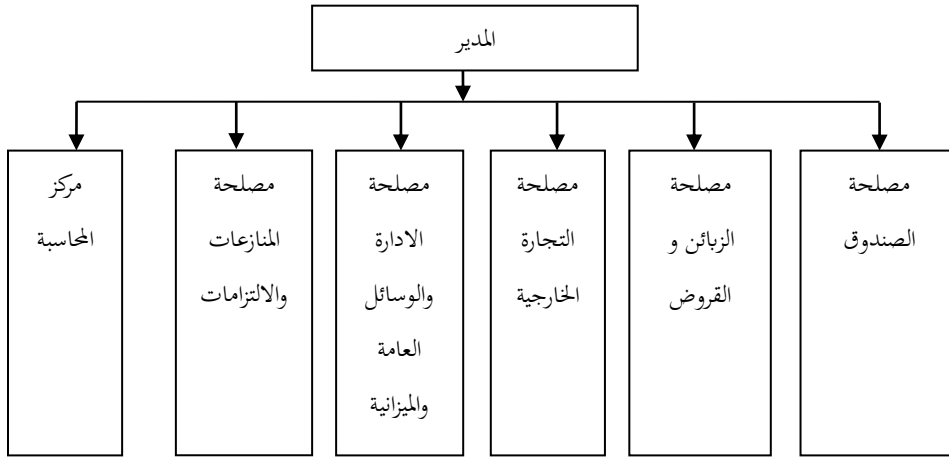 المدير
مصلحة
الصندوق
مصلحة
الزبائن و
القروض
مصلحة
التجارة
الخارجية
مصلحة
الادارة
والوسائل
العامة
والميزانية
مصلحة
المنازعات
والالتزامات
مركز
المحاسبة